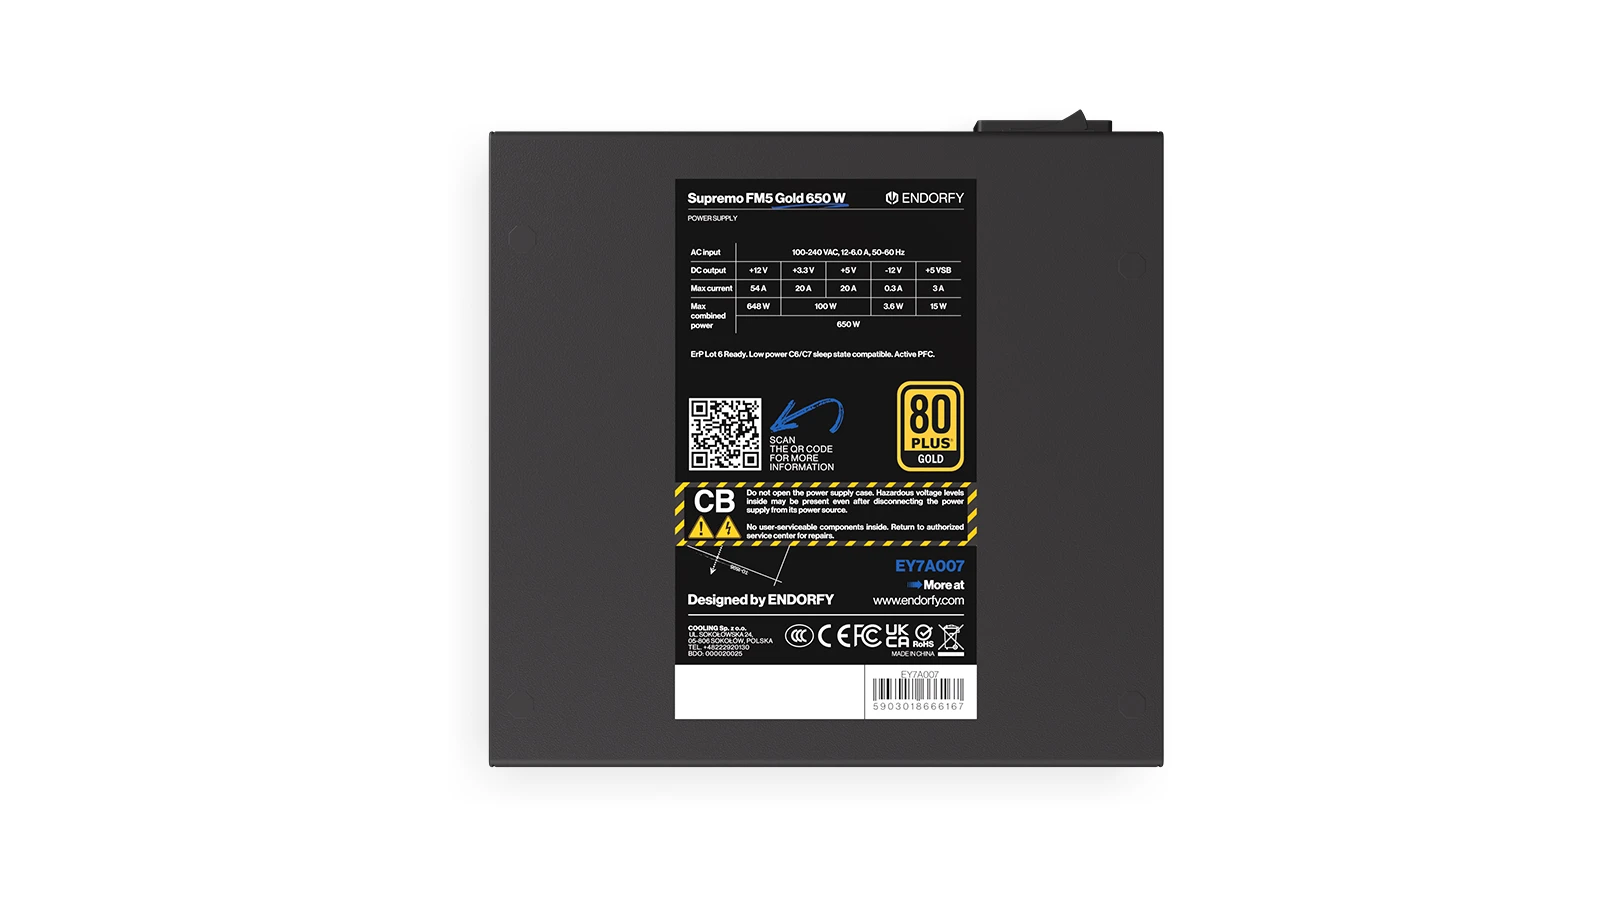 Supremo FM5 Gold 650 W
ENDORFY
POWER SUPPLY
AC input 100-240 VAC, 12-6.0 A, 50-60 Hz
DC output +12 V +3.3 V +5 V -12 V +5 VSB
Max current 54 A 20 A 20 A 0.3 A 3 A
Max combined power 648 W 100 W 3.6 W 15 W
650 W
ErP Lot 6 Ready. Low power C6/C7 sleep state compatible. Active PFC.
SCAN
THE QR CODE
FOR MORE
INFORMATION
80
PLUS
GOLD
CB
Do not open the power supply case. Hazardous voltage levels
inside may be present even after disconnecting the power
supply from its power source.
No user-serviceable components inside. Return to authorized
service center for repairs.
EY7A007
More at
Designed by ENDORFY
www.endorfy.com
COOLING Sp. z o.o.
UL. SOKOŁOWSKA 24,
05-806 SOKOŁÓW, POLSKA
TEL. +48222920130
BDO: 000020025
CCC CE FC UK CA RoHS
MADE IN CHINA
EY7A007
5903018666167